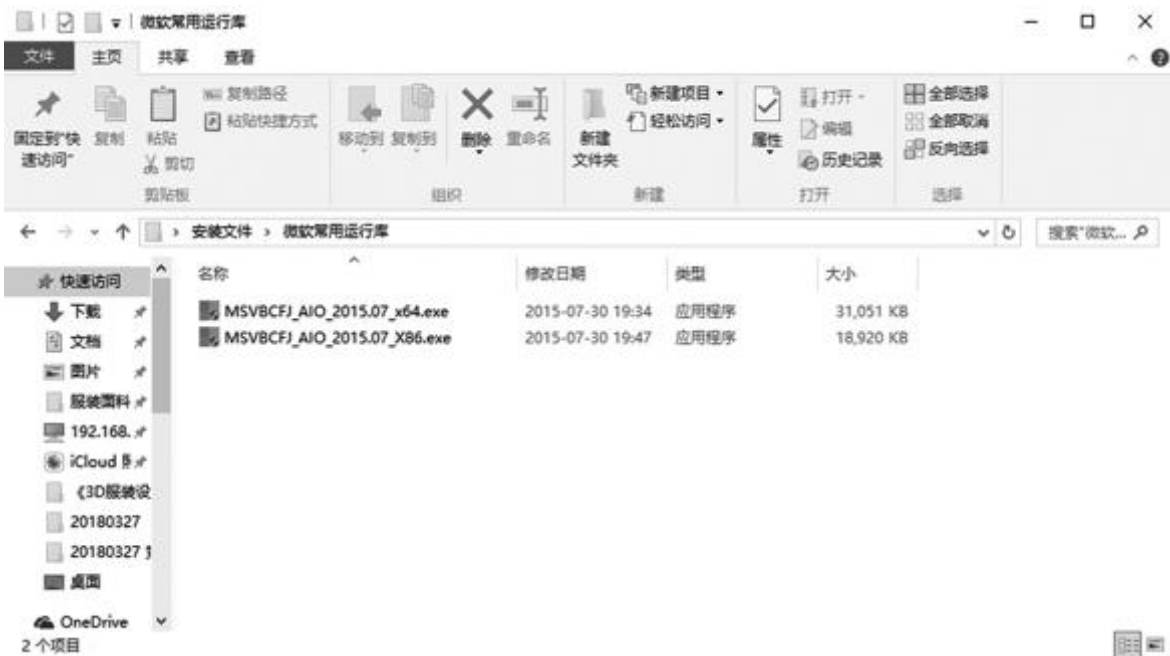 微软常用运行库
文件 主页 共享 查看
固定到"快速访问"
复制
粘贴
复制路径
粘贴快捷方式
剪切
剪贴板
移动到 复制到 删除 重命名
组织
新建文件夹
新建项目
轻松访问
新建
属性
打开
编辑
历史记录
打开
全部选择
全部取消
反向选择
选择
安装文件 › 微软常用运行库
搜索"微软...
名称 修改日期 类型 大小
MSVBCFJ_AIO_2015.07_x64.exe 2015-07-30 19:34 应用程序 31,051 KB
MSVBCFJ_AIO_2015.07_X86.exe 2015-07-30 19:47 应用程序 18,920 KB
快速访问
下载
文档
图片
服装面料
192.168.
iCloud
《3D服装设
20180327
20180327
桌面
OneDrive
2 个项目